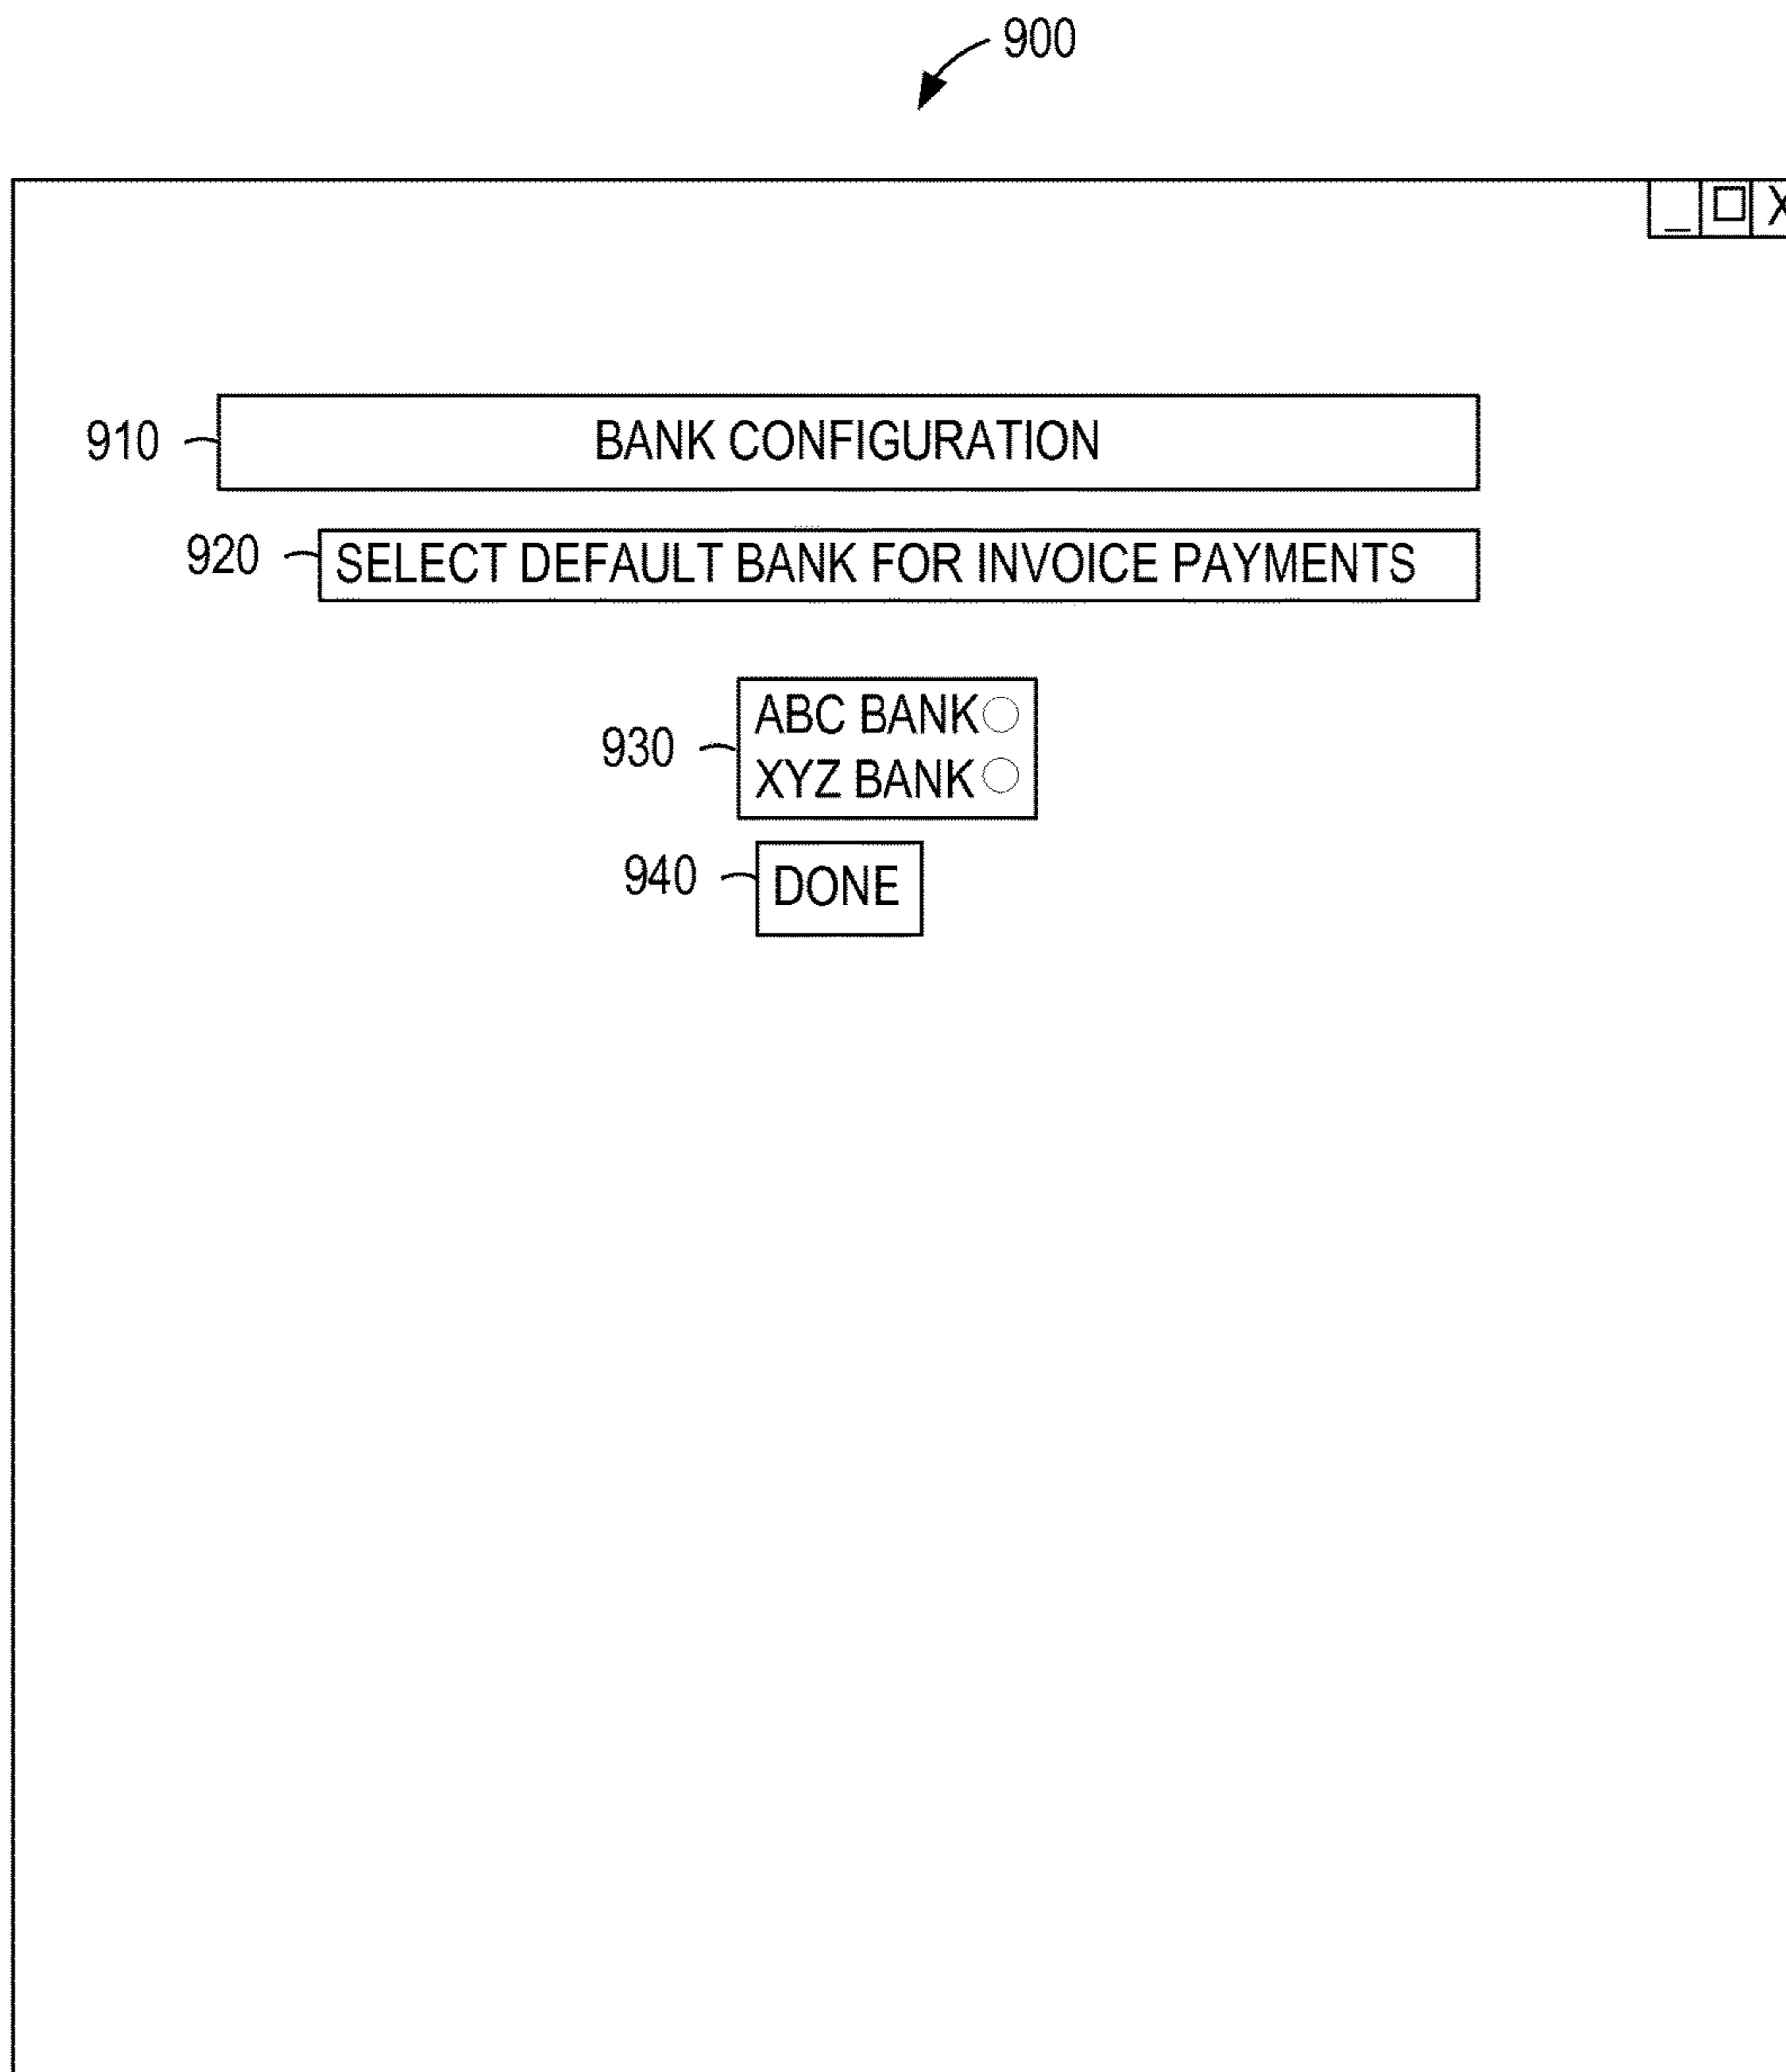 900
_ □ X
910 BANK CONFIGURATION
920 SELECT DEFAULT BANK FOR INVOICE PAYMENTS
ABC BANK
930
XYZ BANK
940 DONE